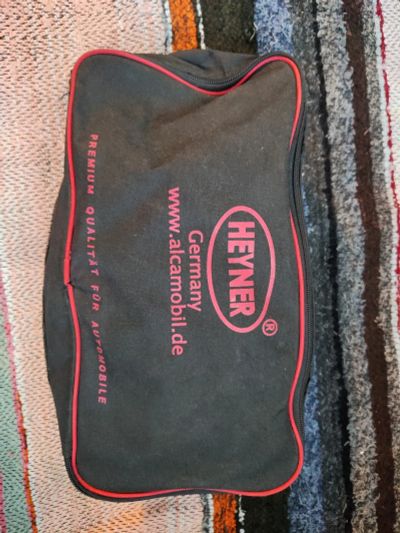 HEYNER®
Germany
www.alcamobil.de
PREMIUM QUALITÄT FÜR AUTOMOBILE